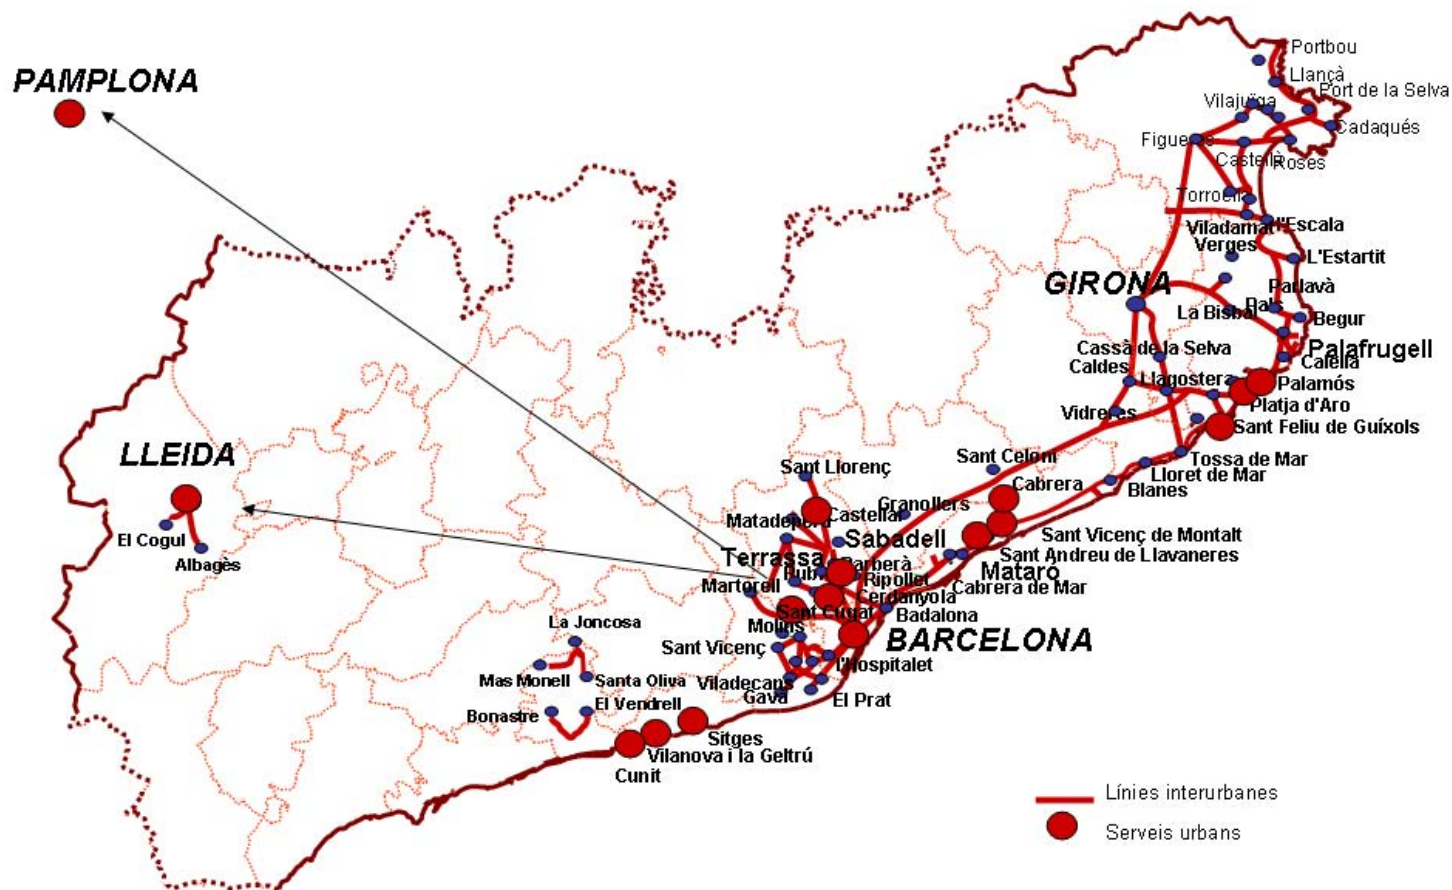 Portbou
Llançà
PAMPLONA
Port de la Selva
Vilajuïga
Cadaqués
Figueres
Castelló
Roses
Torroella
l'Escala
Viladamat
Verges
L'Estartit
GIRONA
Parlavà
Pals
La Bisbal
Begur
Palafrugell
Cassà de la Selva
Calella
Caldes
Llagostera
Palamós
Platja d'Aro
Vidreres
Sant Feliu de Guíxols
LLEIDA
Sant Celoni
Tossa de Mar
Sant Llorenç
Lloret de Mar
Cabrera
Blanes
Granollers
Castellar
Matadepera
El Cogul
Sabadell
Sant Vicenç de Montalt
Albagès
Terrassa
Sant Andreu de Llavaneres
Barberà
Rubí
Ripollet
Mataró
Martorell
Cabrera de Mar
Cerdanyola
Sant Cugat
Badalona
La Joncosa
Molins
BARCELONA
Sant Vicenç
l'Hospitalet
Mas Monell
Santa Oliva
Viladecans
Gavà
El Prat
El Vendrell
Bonastre
Sitges
Vilanova i la Geltrú
Cunit
Línies interurbanes
Serveis urbans